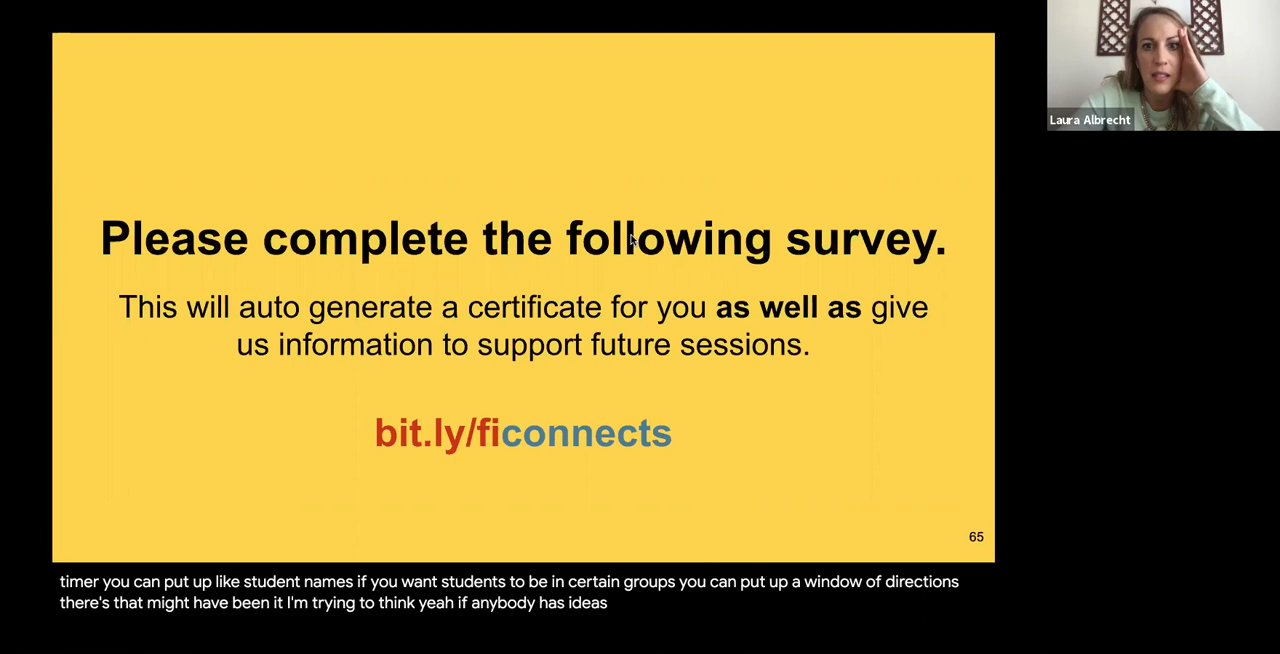 Please complete the following survey.
This will auto generate a certificate for you as well as give
us information to support future sessions.
bit.ly/ficonnects
65
Laura Albrecht
timer you can put up like student names if you want students to be in certain groups you can put up a window of directions
there's that might have been it I'm trying to think yeah if anybody has ideas